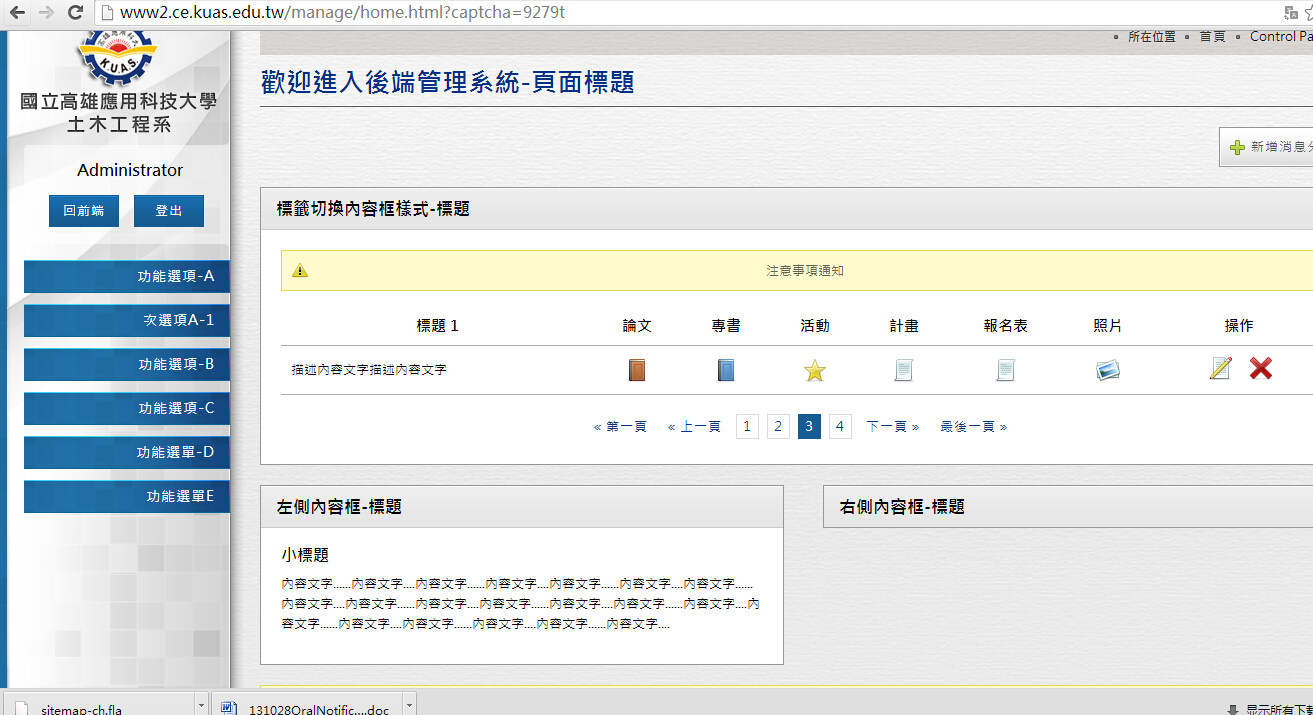 www2.ce.kuas.edu.tw/manage/home.html?captcha=9279t
所在位置 首頁 Control Pa
K.U.A.S.
國立高雄應用科技大學
土木工程系
Administrator
回前端 登出
功能選項-A
次選項A-1
功能選項-B
功能選項-C
功能選單-D
功能選單E
歡迎進入後端管理系統-頁面標題
新增消息分
標籤切換內容框樣式-標題
注意事項通知
標題 1 論文 專書 活動 計畫 報名表 照片 操作
描述內容文字描述內容文字
« 第一頁 « 上一頁 1 2 3 4 下一頁 » 最後一頁 »
左側內容框-標題
小標題
內容文字......內容文字....內容文字......內容文字....內容文字......內容文字....內容文字......
內容文字....內容文字......內容文字....內容文字......內容文字....內容文字......內容文字....內
容文字......內容文字....內容文字......內容文字....內容文字......內容文字....
右側內容框-標題
sitemap-ch.fla
131028OralNotific....doc
显示所有下载